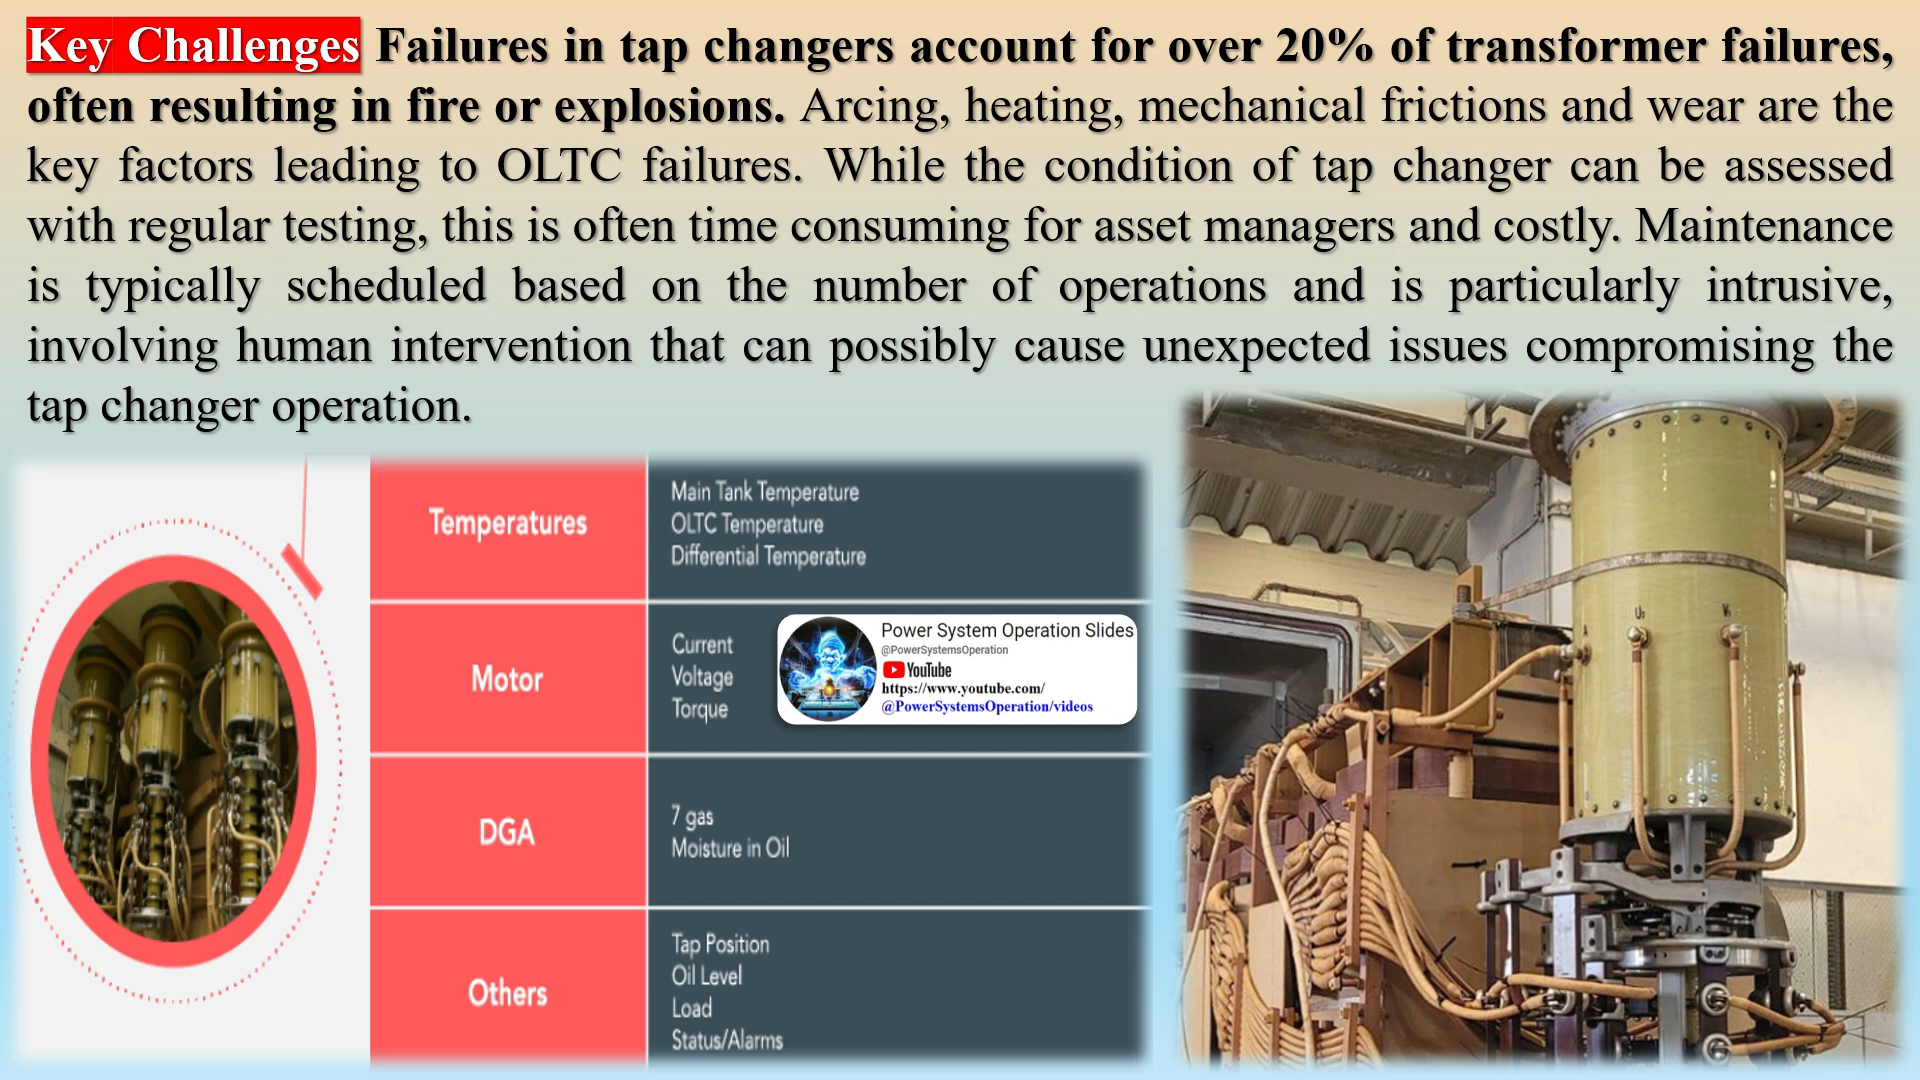 Key Challenges Failures in tap changers account for over 20% of transformer failures,
often resulting in fire or explosions. Arcing, heating, mechanical frictions and wear are the
key factors leading to OLTC failures. While the condition of tap changer can be assessed
with regular testing, this is often time consuming for asset managers and costly. Maintenance
is typically scheduled based on the number of operations and is particularly intrusive,
involving human intervention that can possibly cause unexpected issues compromising the
tap changer operation.
Temperatures
Main Tank Temperature
OLTC Temperature
Differential Temperature
Motor
Current
Voltage
Torque
Power System Operation Slides
@PowerSystemsOperation
YouTube
https://www.youtube.com/
@PowerSystemsOperation/videos
DGA
7 gas
Moisture in Oil
Others
Tap Position
Oil Level
Load
Status/Alarms